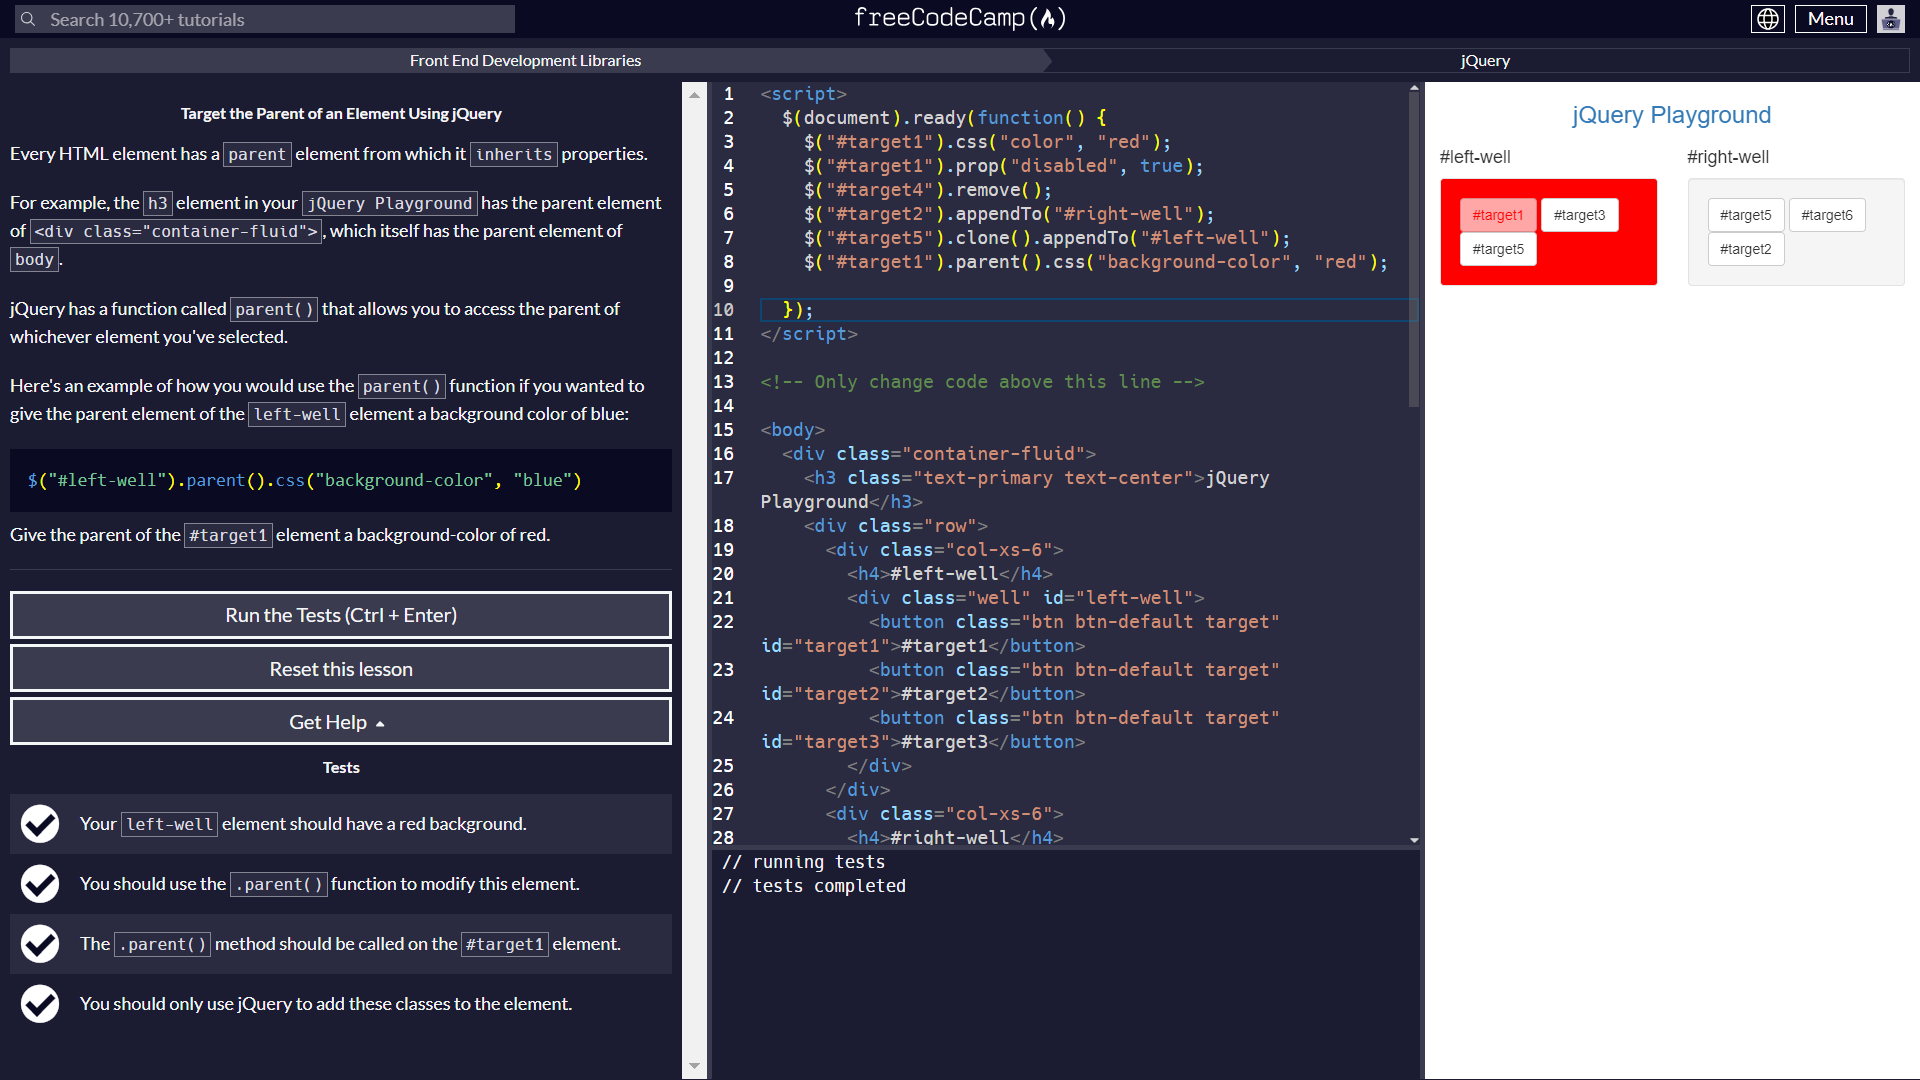 Search 10,700+ tutorials
freeCodeCamp
Menu
Front End Development Libraries
jQuery
Target the Parent of an Element Using jQuery
Every HTML element has a parent element from which it inherits properties.
For example, the h3 element in your jQuery Playground has the parent element
of <div class="container-fluid">, which itself has the parent element of
body.
jQuery has a function called parent() that allows you to access the parent of
whichever element you've selected.
Here's an example of how you would use the parent() function if you wanted to
give the parent element of the left-well element a background color of blue:
$("#left-well").parent().css("background-color", "blue")
Give the parent of the #target1 element a background-color of red.
Run the Tests (Ctrl + Enter)
Reset this lesson
Get Help
Tests
Your left-well element should have a red background.
You should use the .parent() function to modify this element.
The .parent() method should be called on the #target1 element.
You should only use jQuery to add these classes to the element.
1 <script>
2 $(document).ready(function() {
3 $("#target1").css("color", "red");
4 $("#target1").prop("disabled", true);
5 $("#target4").remove();
6 $("#target2").appendTo("#right-well");
7 $("#target5").clone().appendTo("#left-well");
8 $("#target1").parent().css("background-color", "red");
9
10 });
11 </script>
12
13 <!-- Only change code above this line -->
14
15 <body>
16 <div class="container-fluid">
17 <h3 class="text-primary text-center">jQuery
Playground</h3>
18 <div class="row">
19 <div class="col-xs-6">
20 <h4>#left-well</h4>
21 <div class="well" id="left-well">
22 <button class="btn btn-default target"
id="target1">#target1</button>
23 <button class="btn btn-default target"
id="target2">#target2</button>
24 <button class="btn btn-default target"
id="target3">#target3</button>
25 </div>
26 </div>
27 <div class="col-xs-6">
28 <h4>#right-well</h4>
// running tests
// tests completed
jQuery Playground
#left-well
#target1 #target3
#target5
#right-well
#target5 #target6
#target2